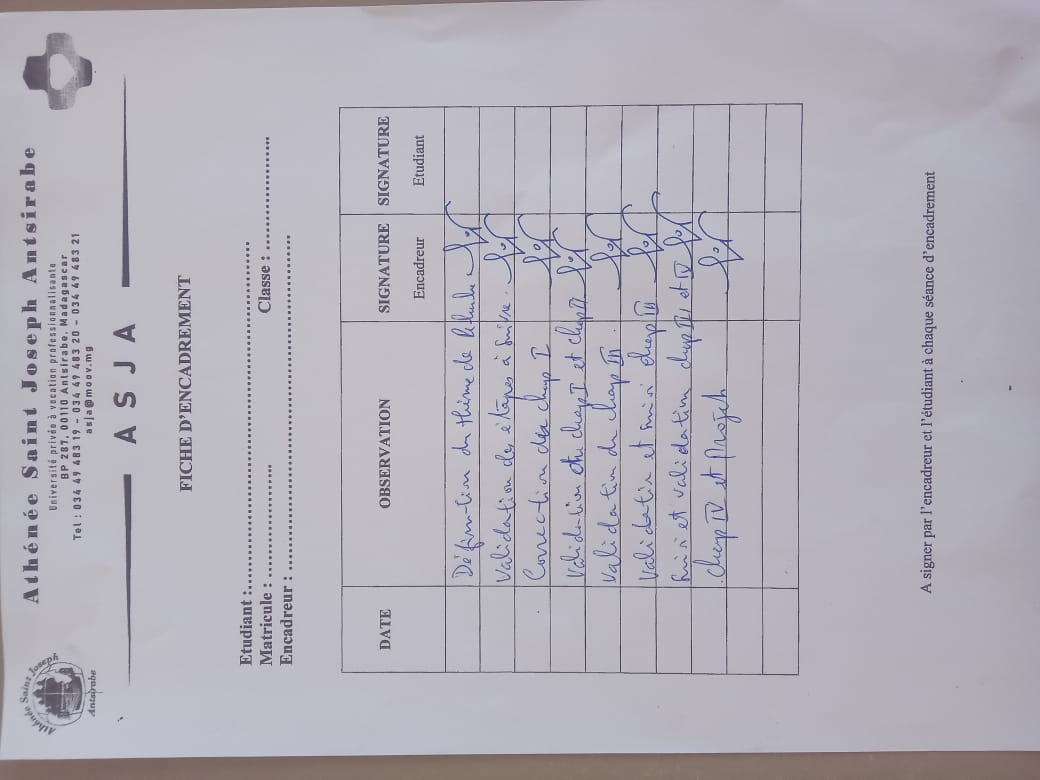 Athénée Saint Joseph Antsirabe
Université privée à vocation professionnalisante
BP 287, 00110 Antsirabe, Madagascar
Tel : 034 49 483 19 - 034 49 483 20 - 034 49 483 21
asja@moov.mg
Athénée Saint Joseph
Antsirabe
A S J A
FICHE D'ENCADREMENT
Etudiant :
Matricule : Classe :
Encadreur :
DATE OBSERVATION SIGNATURE Encadreur SIGNATURE Etudiant
Définition du thème de
Validation des étapes à suivre.
Correction chap I
Validation chap I et chap II
Validation du chap III.
Validation et suivi chap III
Suivi et validation chap III et IV
Chap IV et Projet
A signer par l'encadreur et l'étudiant à chaque séance d'encadrement